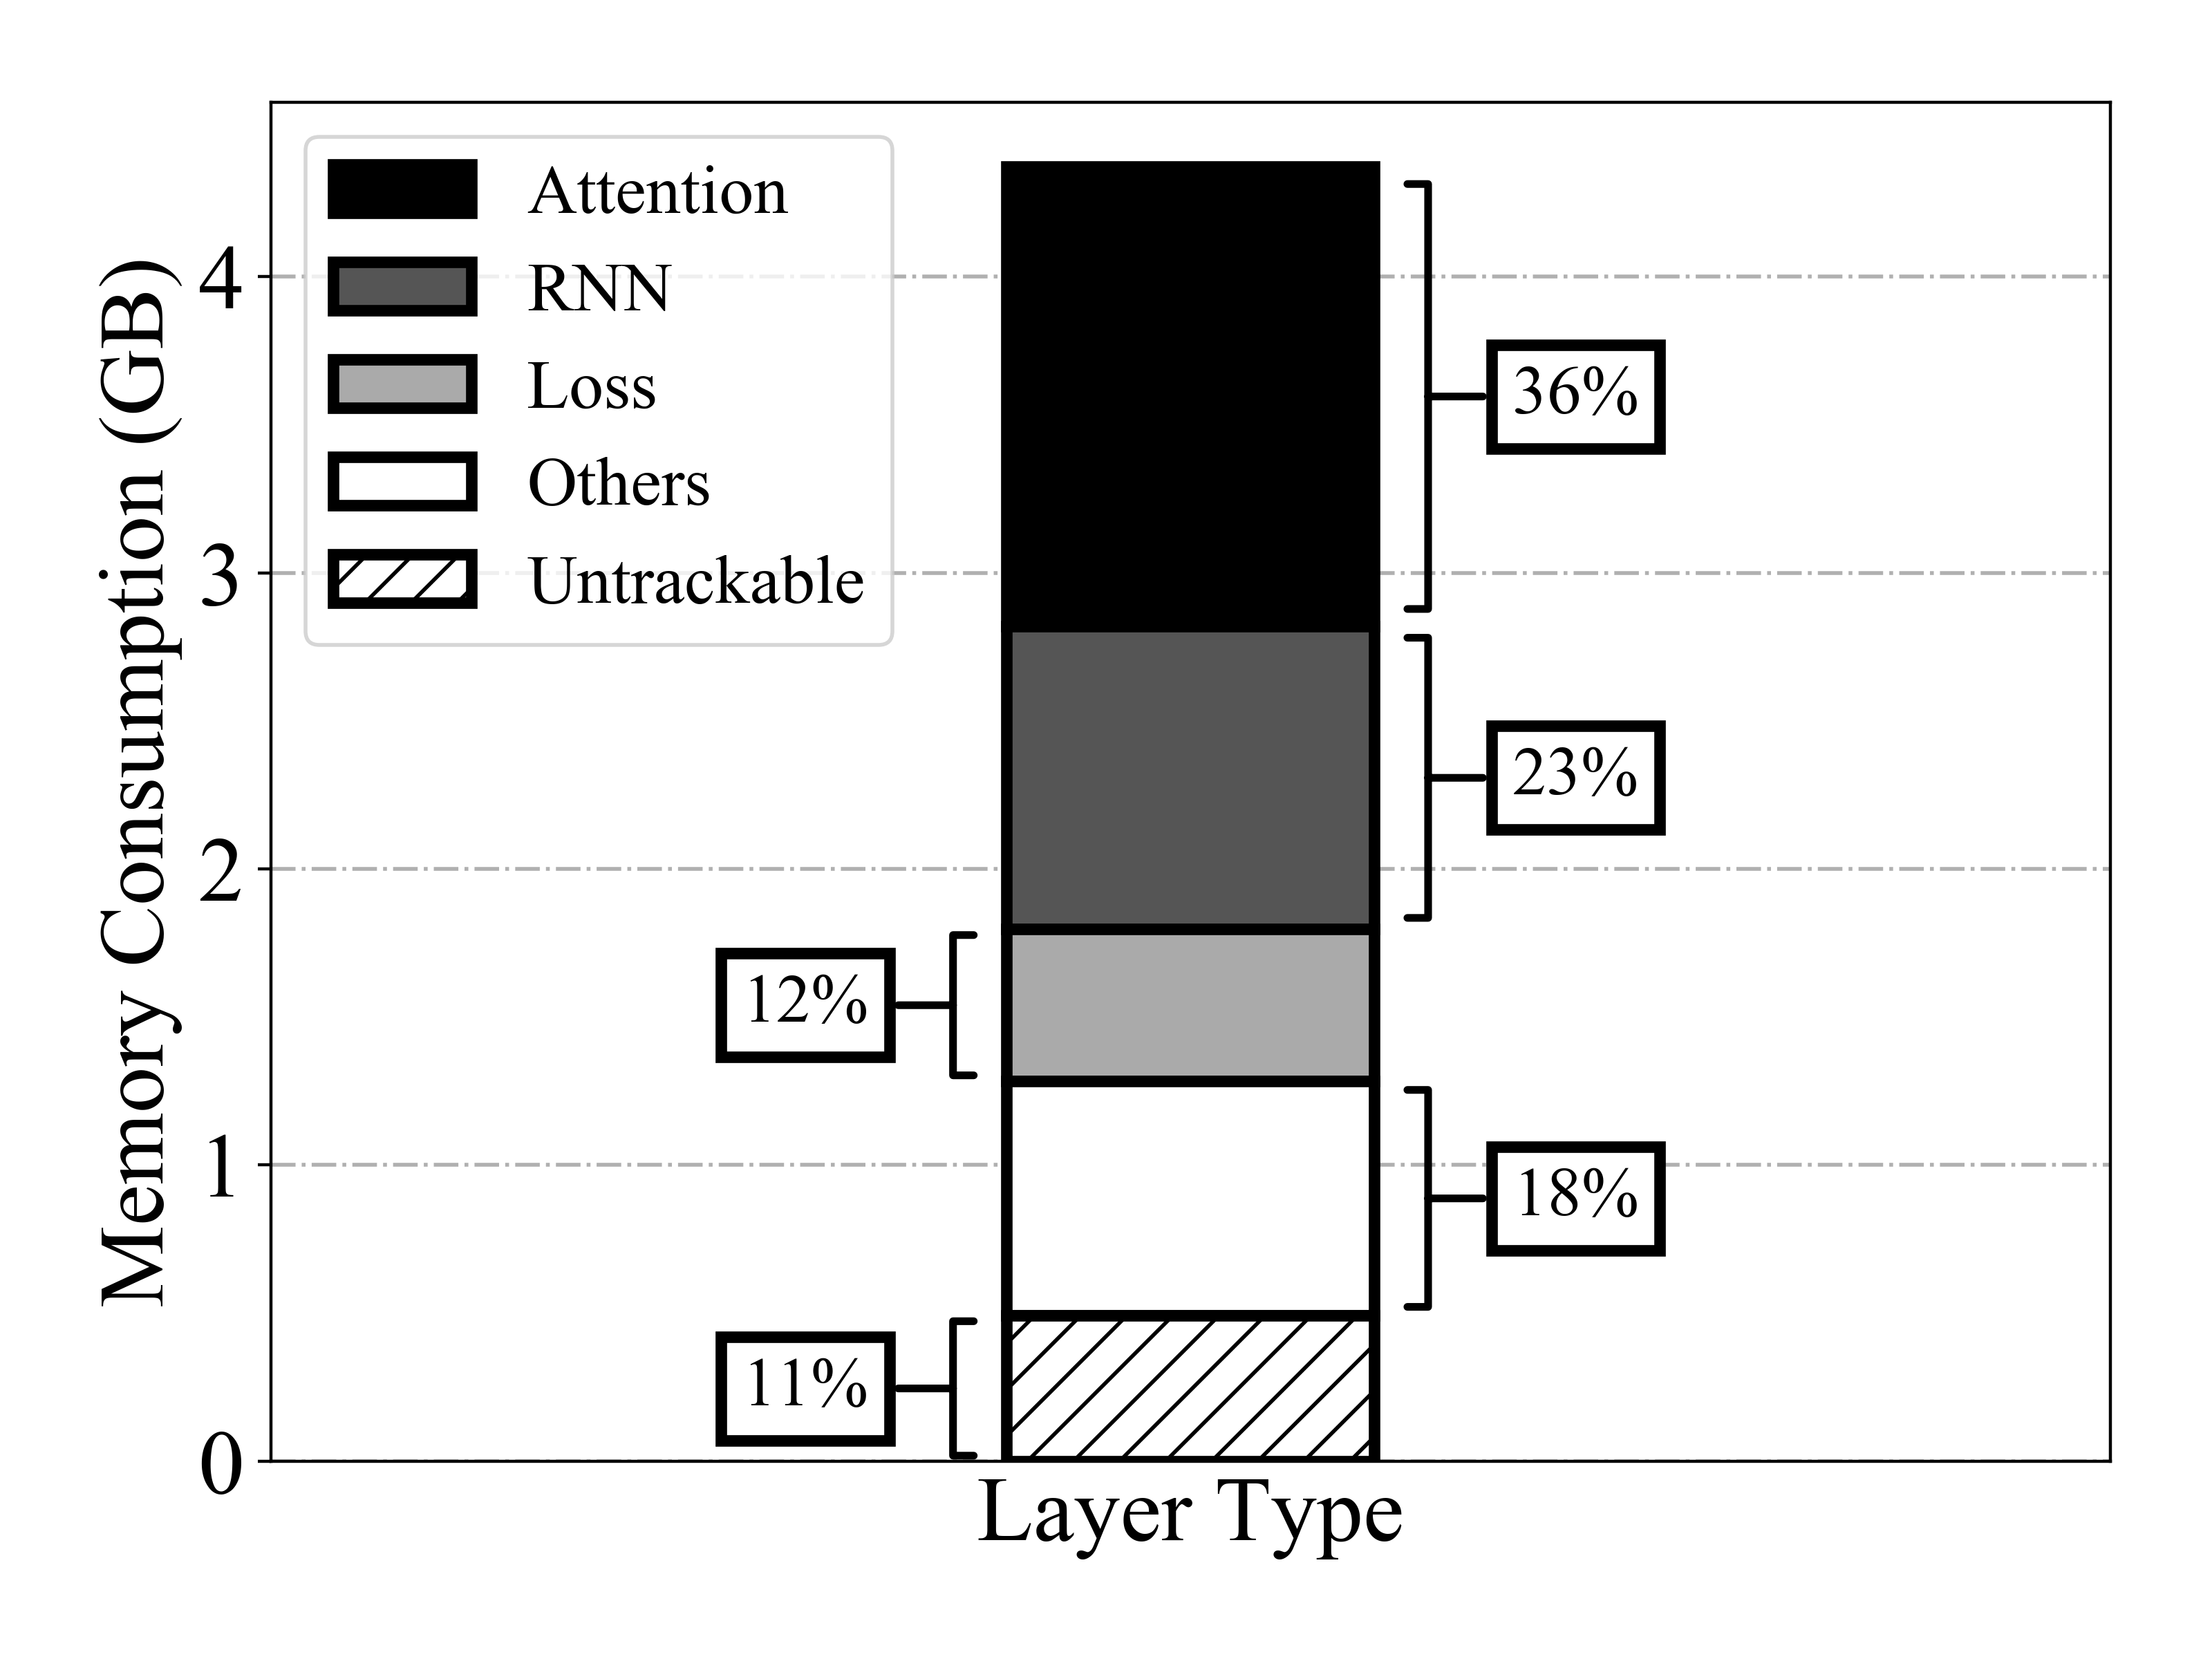 Attention
RNN
Loss
Others
Untrackable
Memory Consumption (GB)
4
3
2
1
0
36%
23%
12%
18%
11%
Layer Type